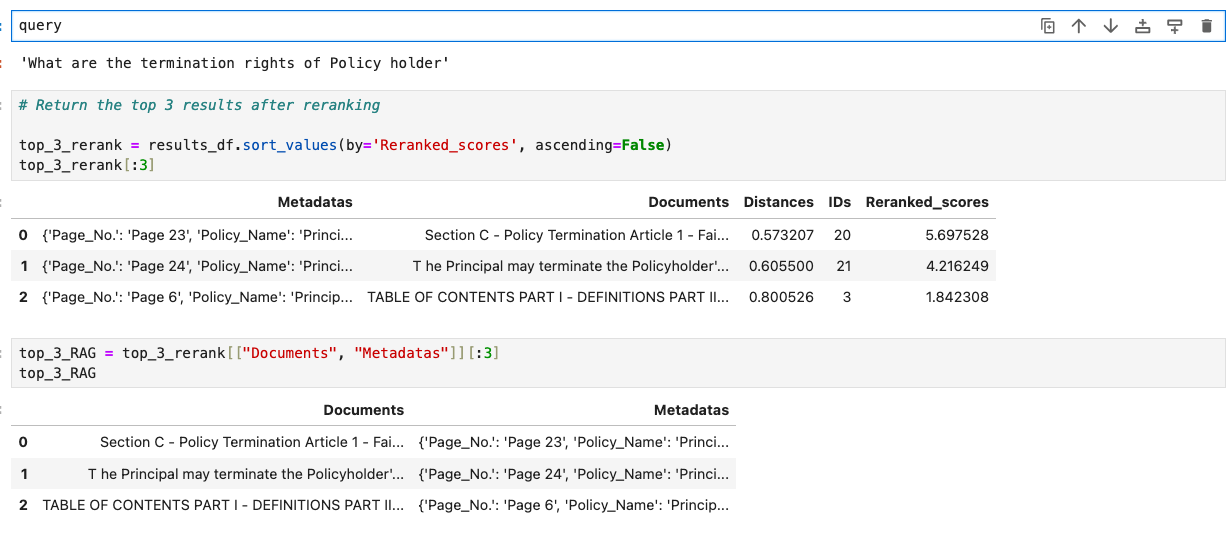 query
'What are the termination rights of Policy holder'
# Return the top 3 results after reranking
top_3_rerank = results_df.sort_values(by='Reranked_scores', ascending=False)
top_3_rerank[:3]
Metadatas Documents Distances IDs Reranked_scores
0 {'Page_No.': 'Page 23', 'Policy_Name': 'Princi... Section C - Policy Termination Article 1 - Fai... 0.573207 20 5.697528
1 {'Page_No.': 'Page 24', 'Policy_Name': 'Princi... T he Principal may terminate the Policyholder'... 0.605500 21 4.216249
2 {'Page_No.': 'Page 6', 'Policy_Name': 'Princip... TABLE OF CONTENTS PART I - DEFINITIONS PART II... 0.800526 3 1.842308
top_3_RAG = top_3_rerank[["Documents", "Metadatas"]][:3]
top_3_RAG
Documents Metadatas
0 Section C - Policy Termination Article 1 - Fai... {'Page_No.': 'Page 23', 'Policy_Name': 'Princi...
1 T he Principal may terminate the Policyholder'... {'Page_No.': 'Page 24', 'Policy_Name': 'Princi...
2 TABLE OF CONTENTS PART I - DEFINITIONS PART II... {'Page_No.': 'Page 6', 'Policy_Name': 'Princip...